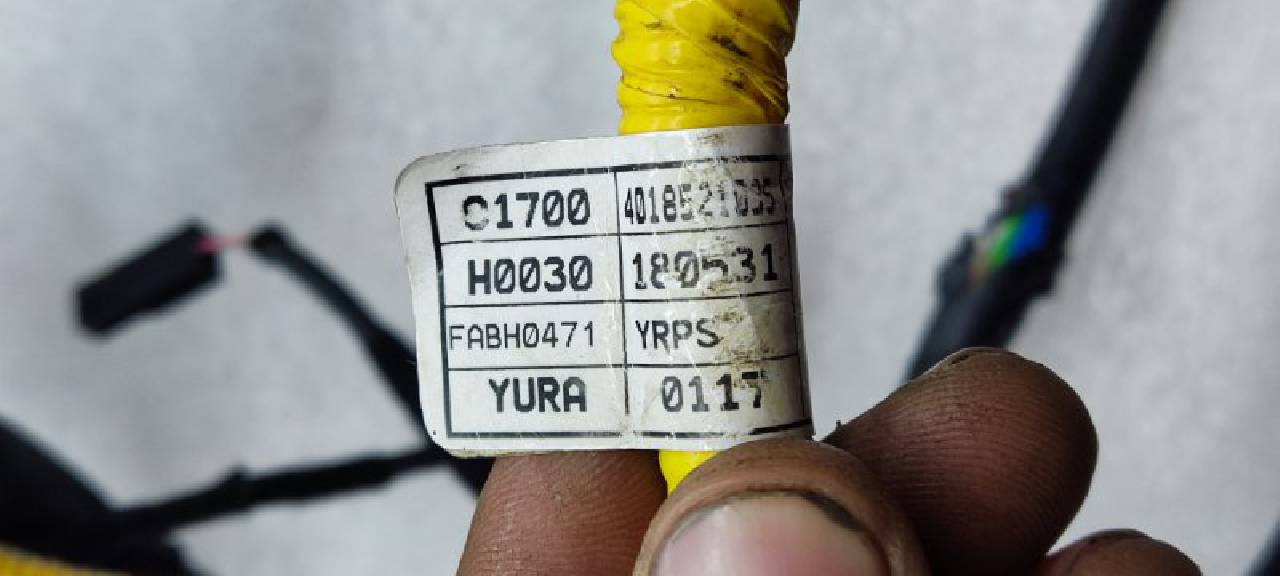 C1700 4018521035
H0030 180531
FABH0471 YRPS
YURA 0117